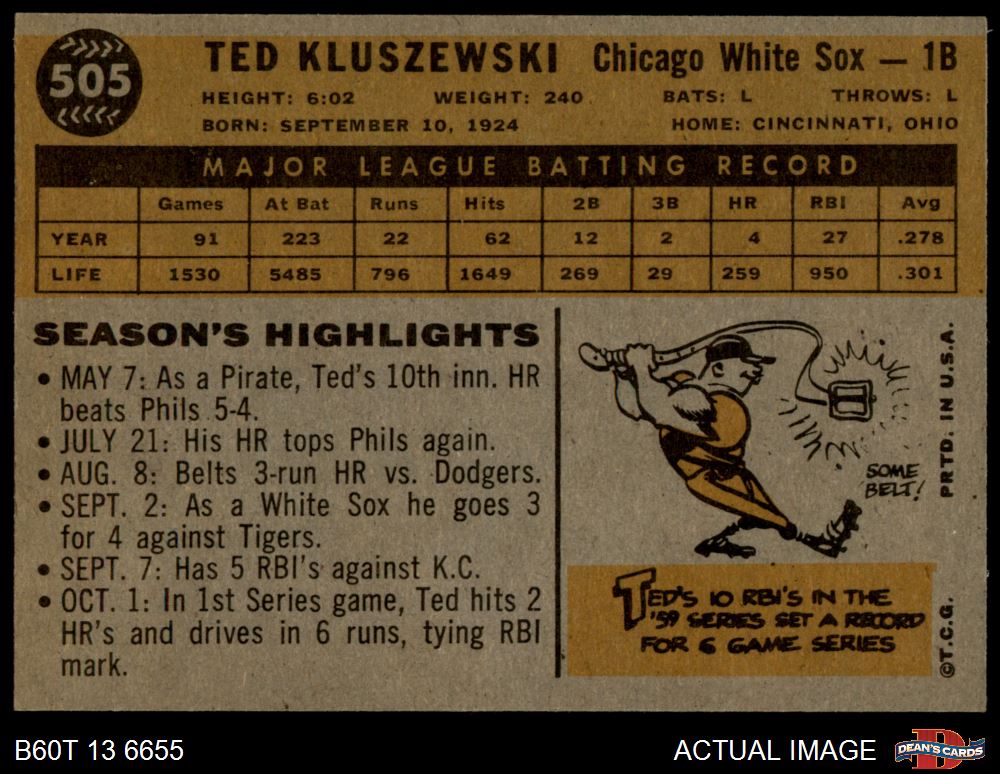 505
TED KLUSZEWSKI Chicago White Sox — 1B
HEIGHT: 6:02 WEIGHT: 240 BATS: L THROWS: L
BORN: SEPTEMBER 10, 1924 HOME: CINCINNATI, OHIO
MAJOR LEAGUE BATTING RECORD
Games At Bat Runs Hits 2B 3B HR RBI Avg
YEAR 91 223 22 62 12 2 4 27 .278
LIFE 1530 5485 796 1649 269 29 259 950 .301
SEASON'S HIGHLIGHTS
• MAY 7: As a Pirate, Ted's 10th inn. HR
beats Phils 5-4.
• JULY 21: His HR tops Phils again.
• AUG. 8: Belts 3-run HR vs. Dodgers.
• SEPT. 2: As a White Sox he goes 3
for 4 against Tigers.
• SEPT. 7: Has 5 RBI's against K.C.
• OCT. 1: In 1st Series game, Ted hits 2
HR's and drives in 6 runs, tying RBI
mark.
SOME
BELT!
TED'S 10 RBI'S IN THE
'59 SERIES SET A RECORD
FOR 6 GAME SERIES
PRTD. IN U.S.A.
©T.C.G.
B60T 13 6655
ACTUAL IMAGE
D
DEAN'S CARDS